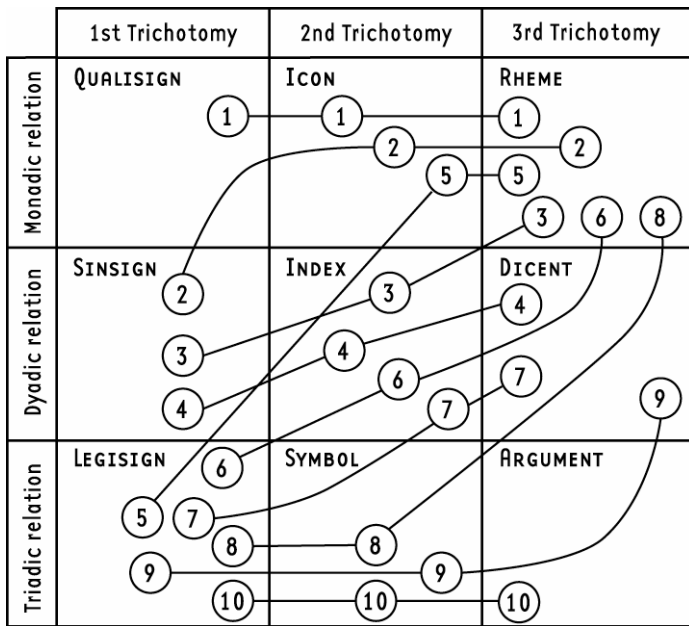 1st Trichotomy 2nd Trichotomy 3rd Trichotomy
Monadic relation
QUALISIGN ICON RHEME
1 1 1
2 2
5 5
3 6 8
Dyadic relation
SINSIGN INDEX DICENT
2 3 4
3 4
6 7
4 7 9
Triadic relation
LEGISIGN SYMBOL ARGUMENT
6
5 7
8 8
9 9
10 10 10